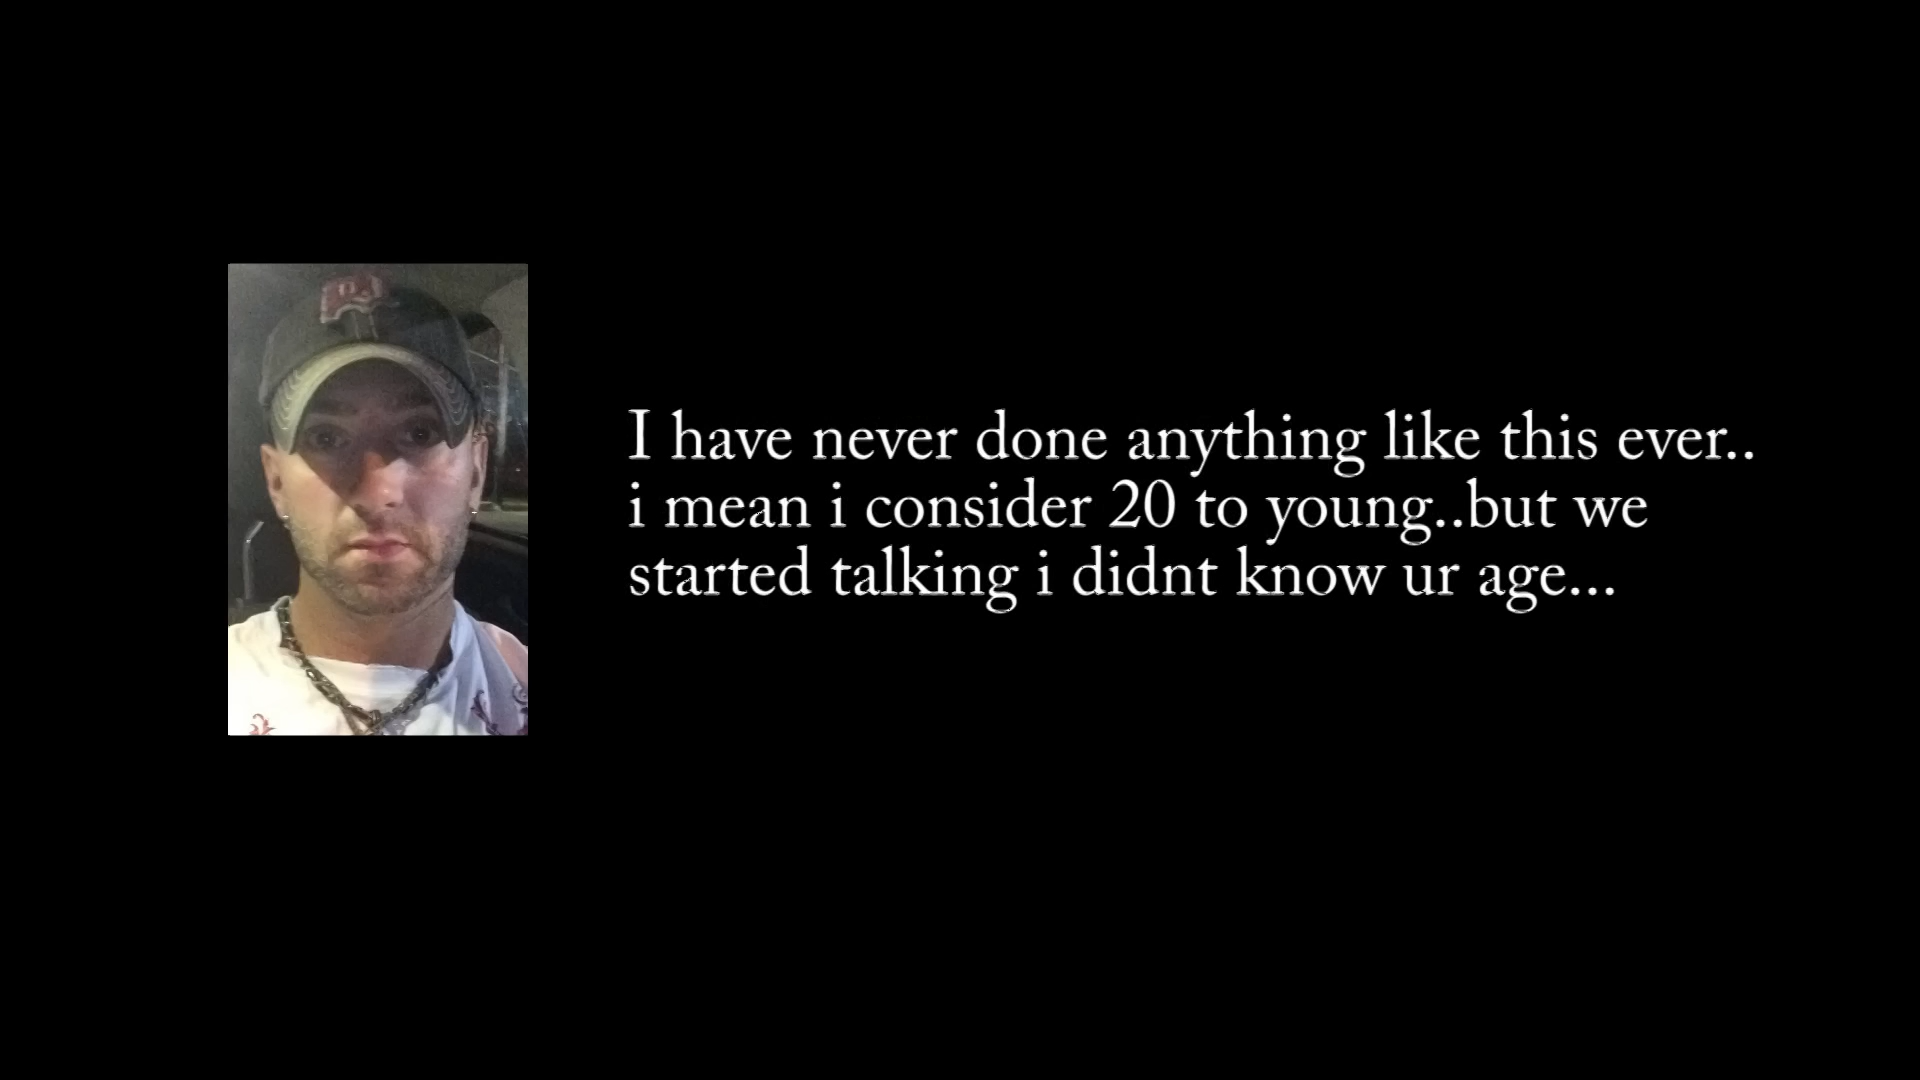 I have never done anything like this ever..
i mean i consider 20 to young..but we
started talking i didnt know ur age...